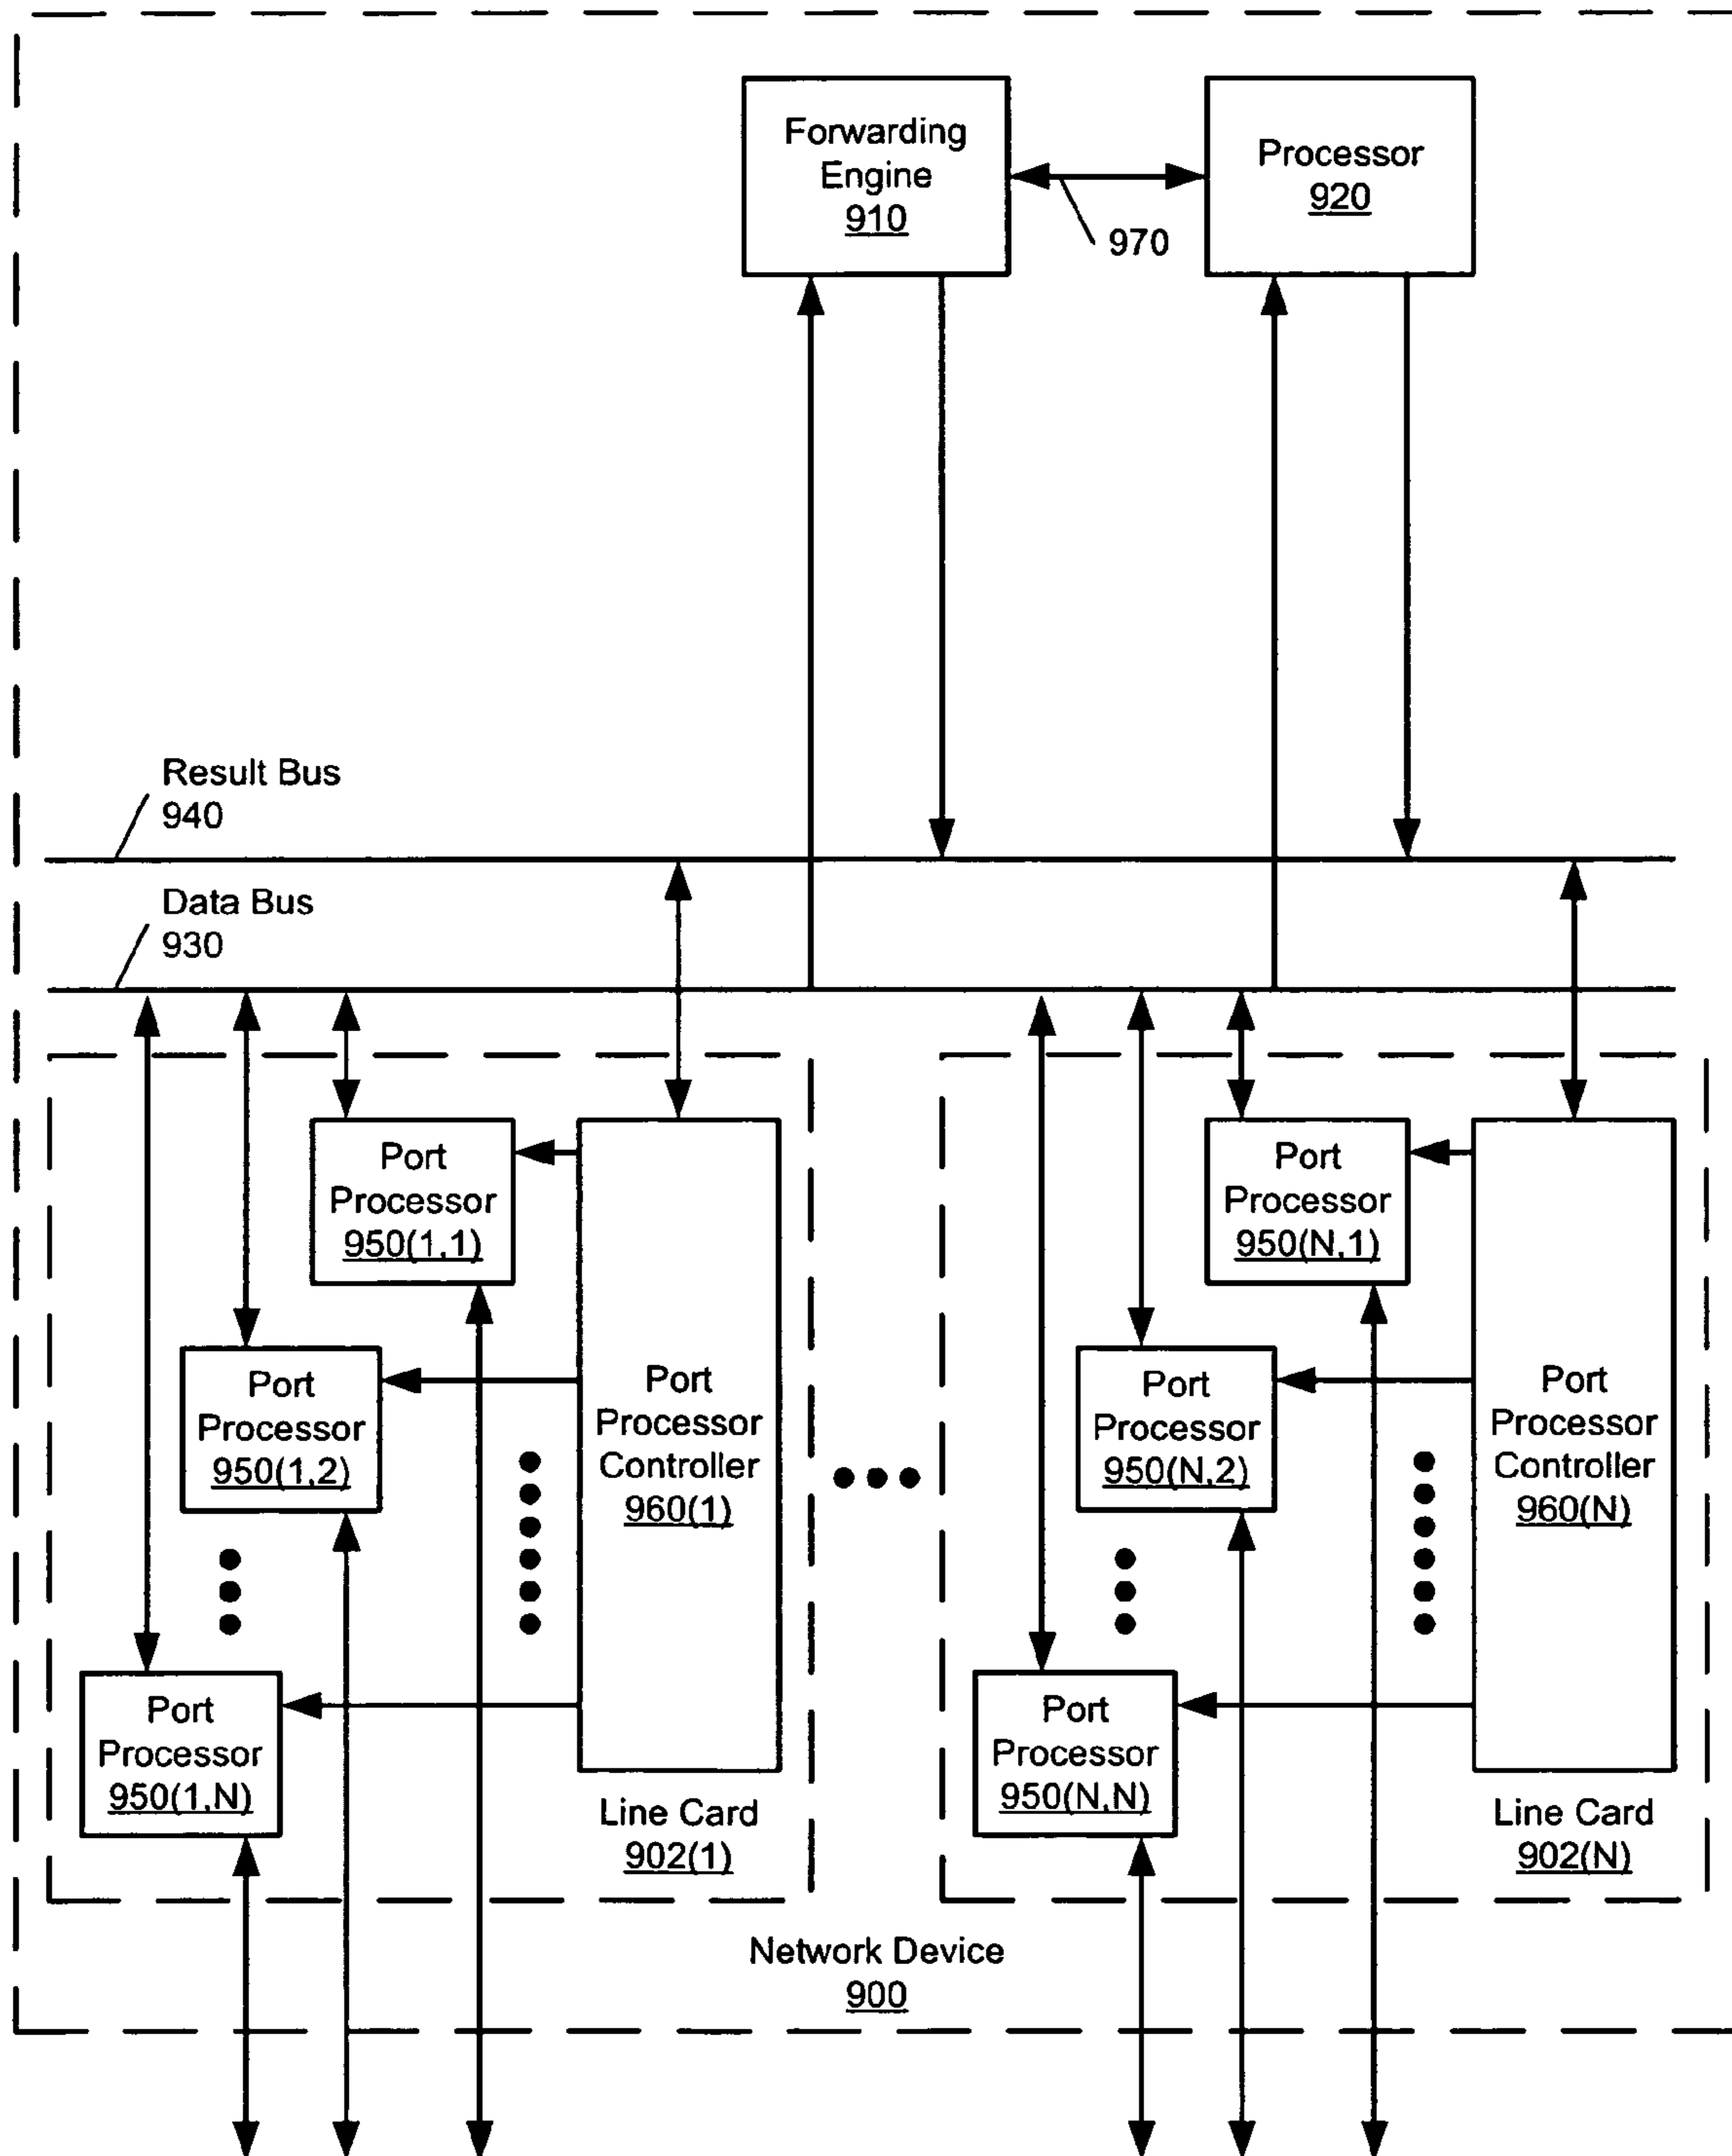 Forwarding
Engine
910
Processor
920
970
Result Bus
940
Data Bus
930
Port
Processor
950(1,1)
Port
Processor
950(1,2)
Port
Processor
950(1,N)
Port
Processor
Controller
960(1)
Line Card
902(1)
Port
Processor
950(N,1)
Port
Processor
950(N,2)
Port
Processor
950(N,N)
Port
Processor
Controller
960(N)
Line Card
902(N)
Network Device
900